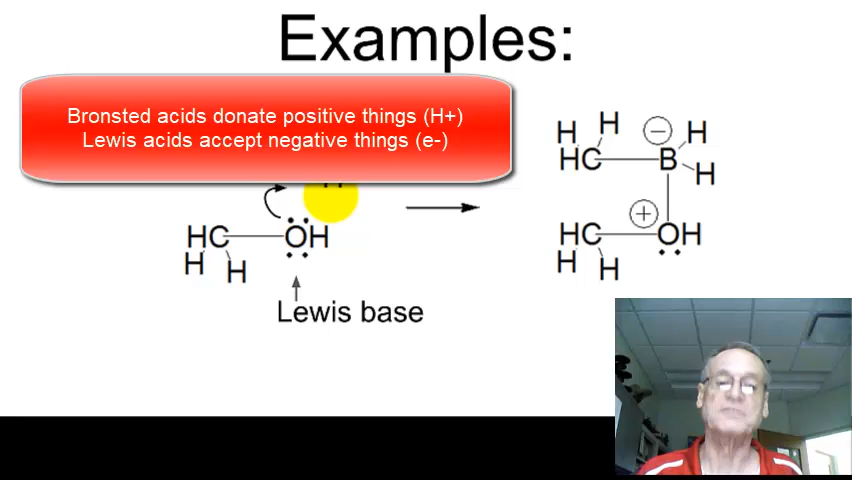 Examples:
Bronsted acids donate positive things (H+)
Lewis acids accept negative things (e-)
H H − H
HC B
H
HC OH
H H
Lewis base
+
HC OH
H H